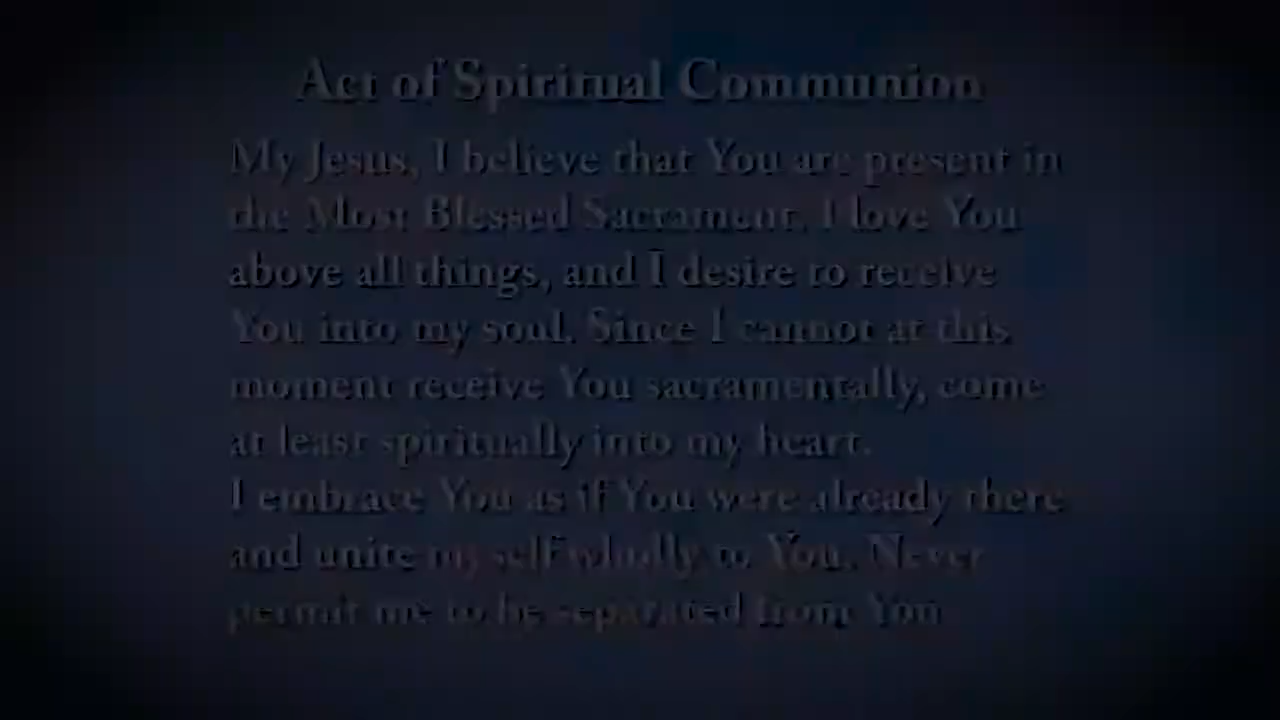 Act of Spiritual Communion
My Jesus, I believe that You are present in
the Most Blessed Sacrament. I love You
above all things, and I desire to receive
You into my soul. Since I cannot at this
moment receive You sacramentally, come
at least spiritually into my heart.
I embrace You as if You were already there
and unite myself wholly to You. Never
permit me to be separated from You